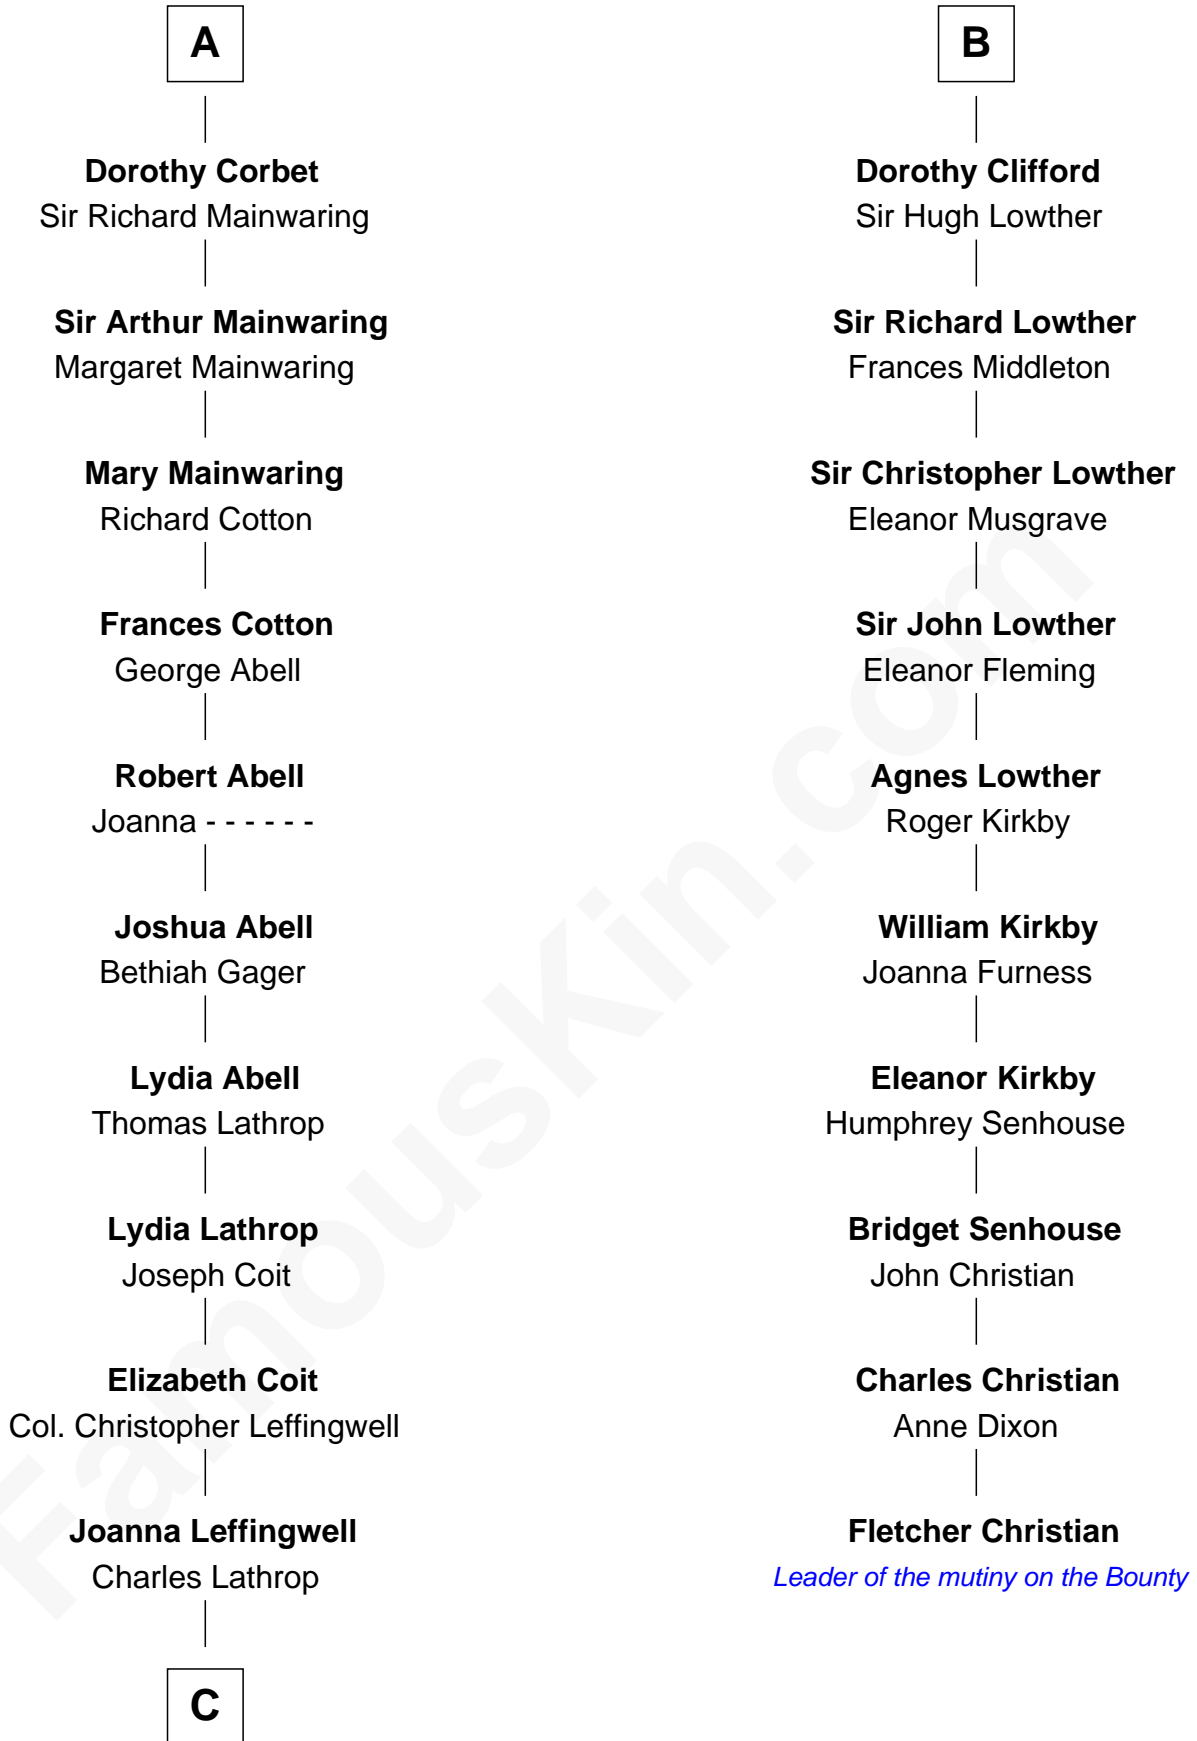 A
Dorothy Corbet
Sir Richard Mainwaring
Sir Arthur Mainwaring
Margaret Mainwaring
Mary Mainwaring
Richard Cotton
Frances Cotton
George Abell
Robert Abell
Joanna - - - - - -
Joshua Abell
Bethiah Gager
Lydia Abell
Thomas Lathrop
Lydia Lathrop
Joseph Coit
Elizabeth Coit
Col. Christopher Leffingwell
Joanna Leffingwell
Charles Lathrop
C
B
Dorothy Clifford
Sir Hugh Lowther
Sir Richard Lowther
Frances Middleton
Sir Christopher Lowther
Eleanor Musgrave
Sir John Lowther
Eleanor Fleming
Agnes Lowther
Roger Kirkby
William Kirkby
Joanna Furness
Eleanor Kirkby
Humphrey Senhouse
Bridget Senhouse
John Christian
Charles Christian
Anne Dixon
Fletcher Christian
Leader of the mutiny on the Bounty
FamousKin.com